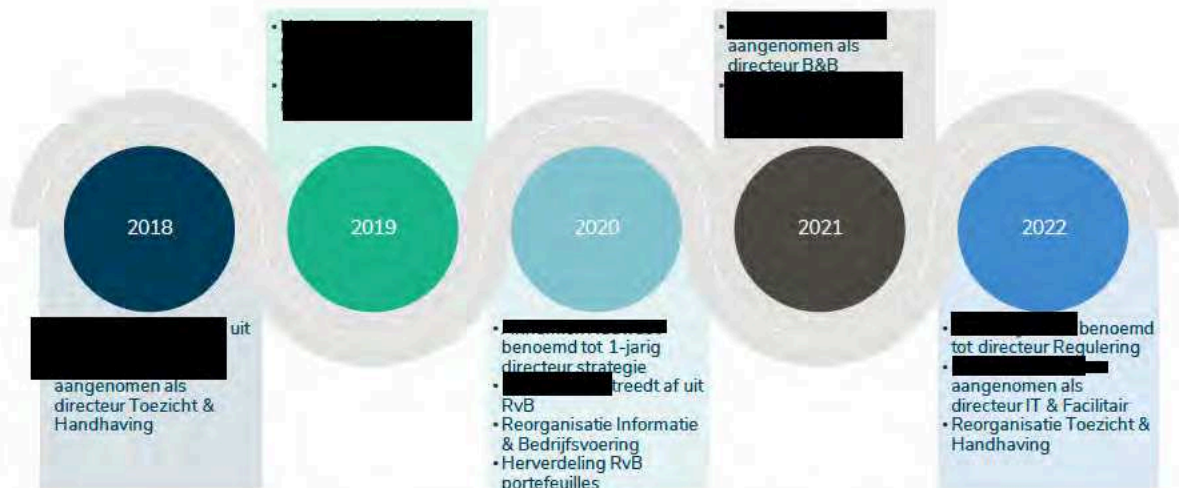 2018
uit
aangenomen als
directeur Toezicht &
Handhaving
2019
2020
benoemd tot 1-jarig
directeur strategie
treedt af uit
RvB
• Reorganisatie Informatie
& Bedrijfsvoering
• Herverdeling RvB
portefeuilles
aangenomen als
directeur B&B
2021
2022
benoemd
tot directeur Regulering
aangenomen als
directeur IT & Facilitair
• Reorganisatie Toezicht &
Handhaving